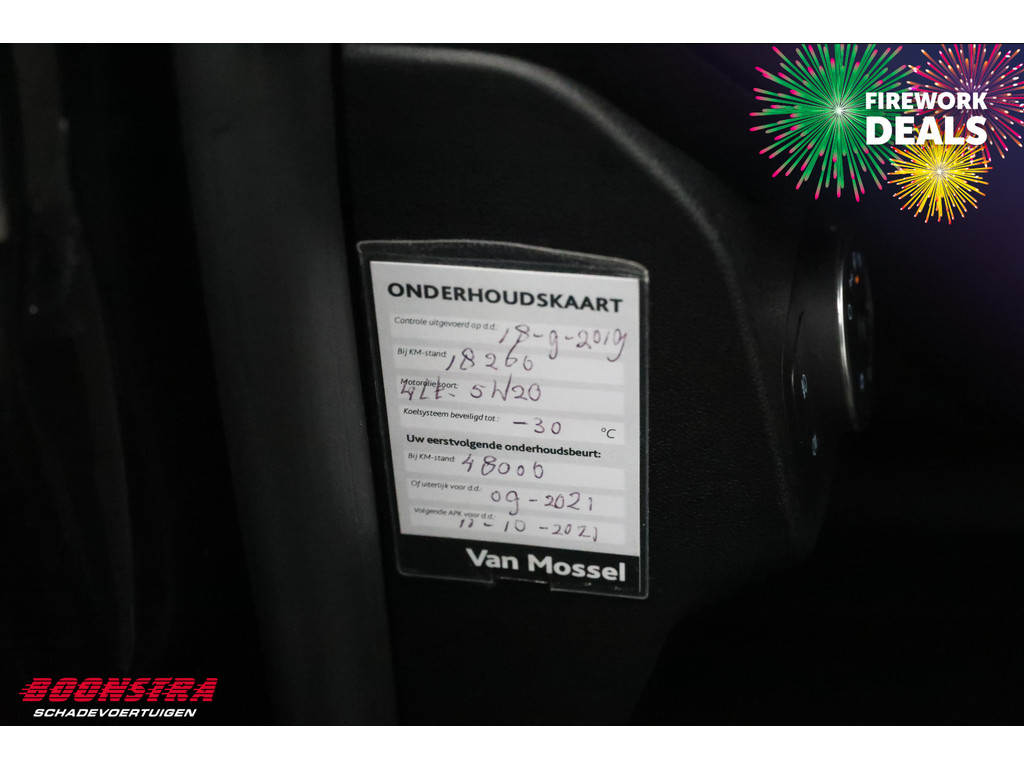 FIREWORK
DEALS
ONDERHOUDSKAART
Controle uitgevoerd op d.d.: 18-9-2019
Bij KM-stand: 18260
Motorolie soort: 5W20
Koelsysteem beveiligd tot: -30 °C
Uw eerstvolgende onderhoudsbeurt:
Bij KM-stand: 48000
Of uiterlijk voor d.d.: 09-2021
Volgende APK voor d.d.: 11-10-2021
Van Mossel
BOONSTRA
SCHADEVOERTUIGEN